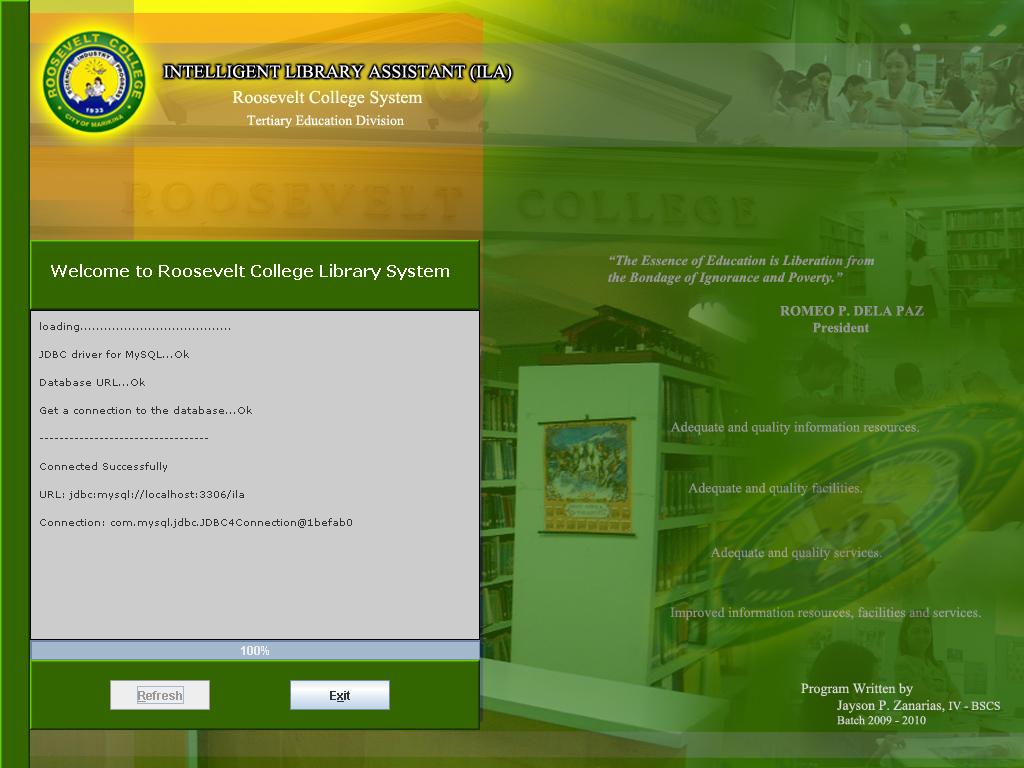 ROOSEVELT COLLEGE
SCIENCE INDUSTRY PROGRESS
1933
CITY OF MARIKINA
INTELLIGENT LIBRARY ASSISTANT (ILA)
Roosevelt College System
Tertiary Education Division
ROOSEVELT COLLEGE
Welcome to Roosevelt College Library System
loading......................................
JDBC driver for MySQL...Ok
Database URL...Ok
Get a connection to the database...Ok
----------------------------------
Connected Successfully
URL: jdbc:mysql://localhost:3306/ila
Connection: com.mysql.jdbc.JDBC4Connection@1befab0
100%
Refresh
Exit
“The Essence of Education is Liberation from
the Bondage of Ignorance and Poverty.”
ROMEO P. DELA PAZ
President
Adequate and quality information resources.
Adequate and quality facilities.
Adequate and quality services.
Improved information resources, facilities and services.
Program Written by
Jayson P. Zanarias, IV - BSCS
Batch 2009 - 2010